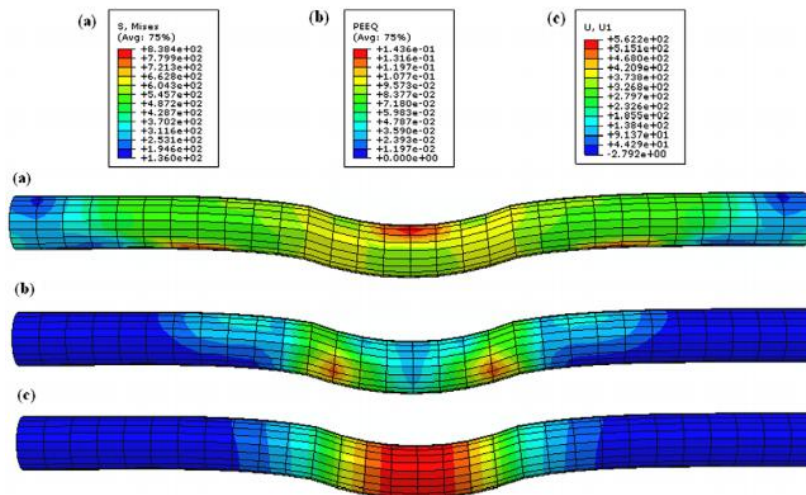 (a)
S, Mises
(Avg: 75%)
+8.384e+02
+7.799e+02
+7.213e+02
+6.628e+02
+6.043e+02
+5.457e+02
+4.872e+02
+4.287e+02
+3.702e+02
+3.116e+02
+2.531e+02
+1.946e+02
+1.360e+02
(b)
PEEQ
(Avg: 75%)
+1.436e-01
+1.316e-01
+1.197e-01
+1.077e-01
+9.573e-02
+8.377e-02
+7.180e-02
+5.983e-02
+4.787e-02
+3.590e-02
+2.393e-02
+1.197e-02
+0.000e+00
(c)
U, U1
+5.622e+02
+5.151e+02
+4.680e+02
+4.209e+02
+3.738e+02
+3.268e+02
+2.797e+02
+2.326e+02
+1.855e+02
+1.384e+02
+9.137e+01
+4.429e+01
-2.792e+00
(a)
(b)
(c)